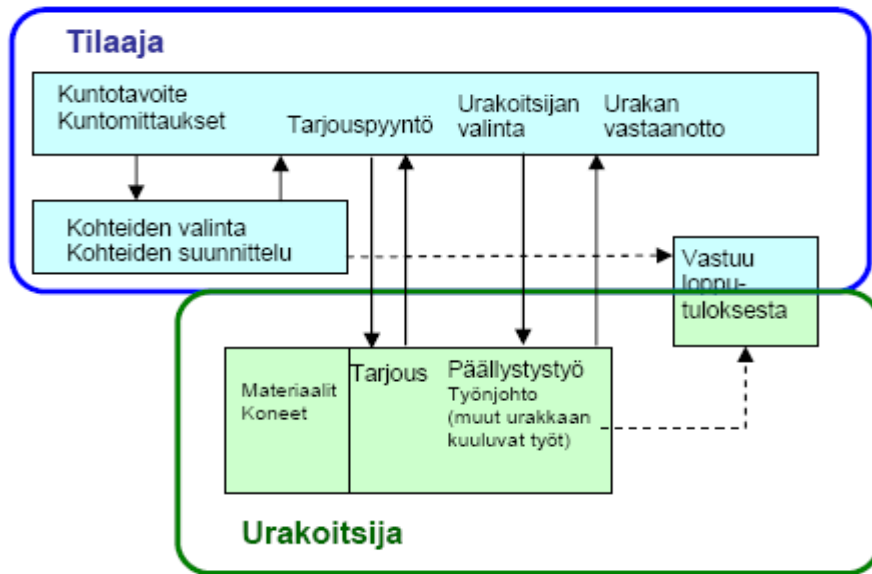 Tilaaja
Kuntotavoite
Kuntomittaukset
Tarjouspyyntö
Urakoitsijan
valinta
Urakan
vastaanotto
Kohteiden valinta
Kohteiden suunnittelu
Vastuu
loppu-
tuloksesta
Materiaalit
Koneet
Tarjous
Päällystystyö
Työnjohto
(muut urakkaan
kuuluvat työt)
Urakoitsija